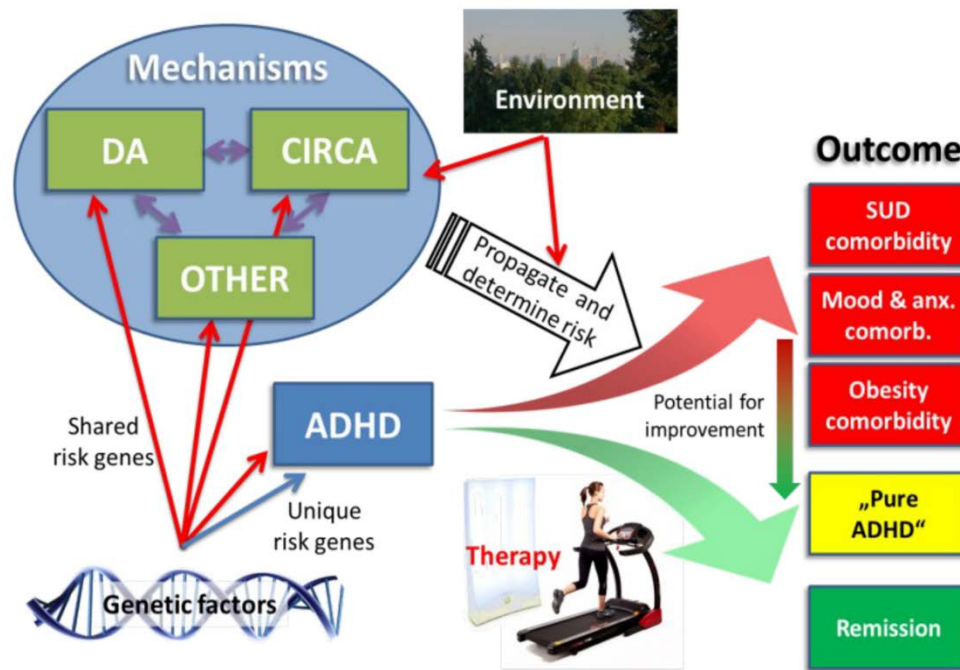 Mechanisms
DA
CIRCA
OTHER
Environment
Propagate and
determine risk
Outcome
SUD
comorbidity
Mood & anx.
comorb.
Obesity
comorbidity
Potential for
improvement
„Pure
ADHD“
Remission
ADHD
Shared
risk genes
Unique
risk genes
Genetic factors
Therapy